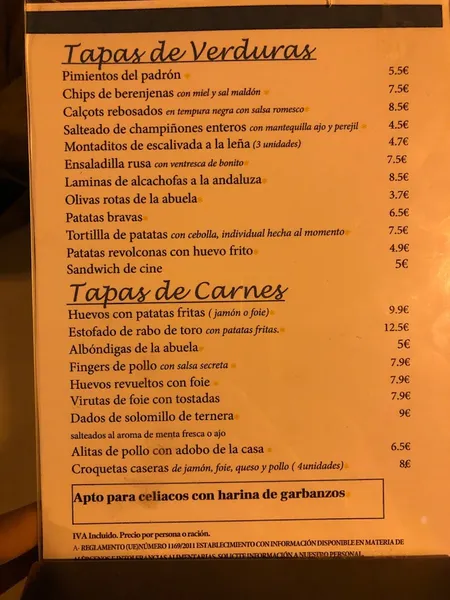 Tapas de Verduras
Pimientos del padrón 5.5€
Chips de berenjenas con miel y sal maldón 7.5€
Calçots rebosados en tempura negra con salsa romesco 8.5€
Salteado de champiñones enteros con mantequilla ajo y perejil 4.5€
Montaditos de escalivada a la leña (3 unidades) 4.7€
Ensaladilla rusa con ventresca de bonito 7.5€
Laminas de alcachofas a la andaluza 8.5€
Olivas rotas de la abuela 3.7€
Patatas bravas 6.5€
Tortillla de patatas con cebolla, individual hecha al momento 7.5€
Patatas revolconas con huevo frito 4.9€
Sandwich de cine 5€
Tapas de Carnes
Huevos con patatas fritas ( jamón o foie) 9.9€
Estofado de rabo de toro con patatas fritas. 12.5€
Albóndigas de la abuela 5€
Fingers de pollo con salsa secreta 7.9€
Huevos revueltos con foie 7.9€
Virutas de foie con tostadas 7.9€
Dados de solomillo de ternera 9€
salteados al aroma de menta fresca o ajo
Alitas de pollo con adobo de la casa 6.5€
Croquetas caseras de jamón, foie, queso y pollo ( 4unidades) 8€
Apto para celiacos con harina de garbanzos
IVA Incluido. Precio por persona o ración.
A- REGLAMENTO (UE)NÚMERO 1169/2011 ESTABLECIMIENTO CON INFORMACIÓN DISPONIBLE EN MATERIA DE
ALÉRGENOS E INTOLERANCIAS ALIMENTARIAS. SOLICITE INFORMACIÓN A NUESTRO PERSONAL.